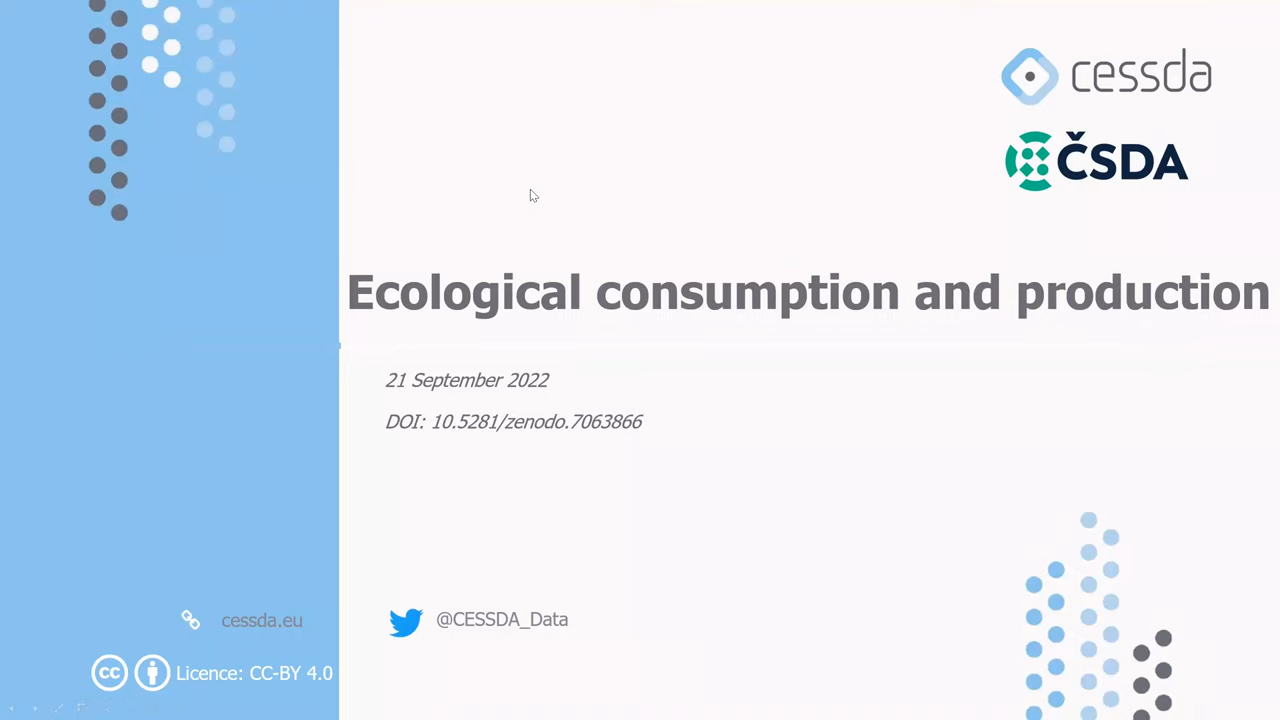 cessda
ČSDA
Ecological consumption and production
21 September 2022
DOI: 10.5281/zenodo.7063866
cessda.eu
@CESSDA_Data
cc
Licence: CC-BY 4.0